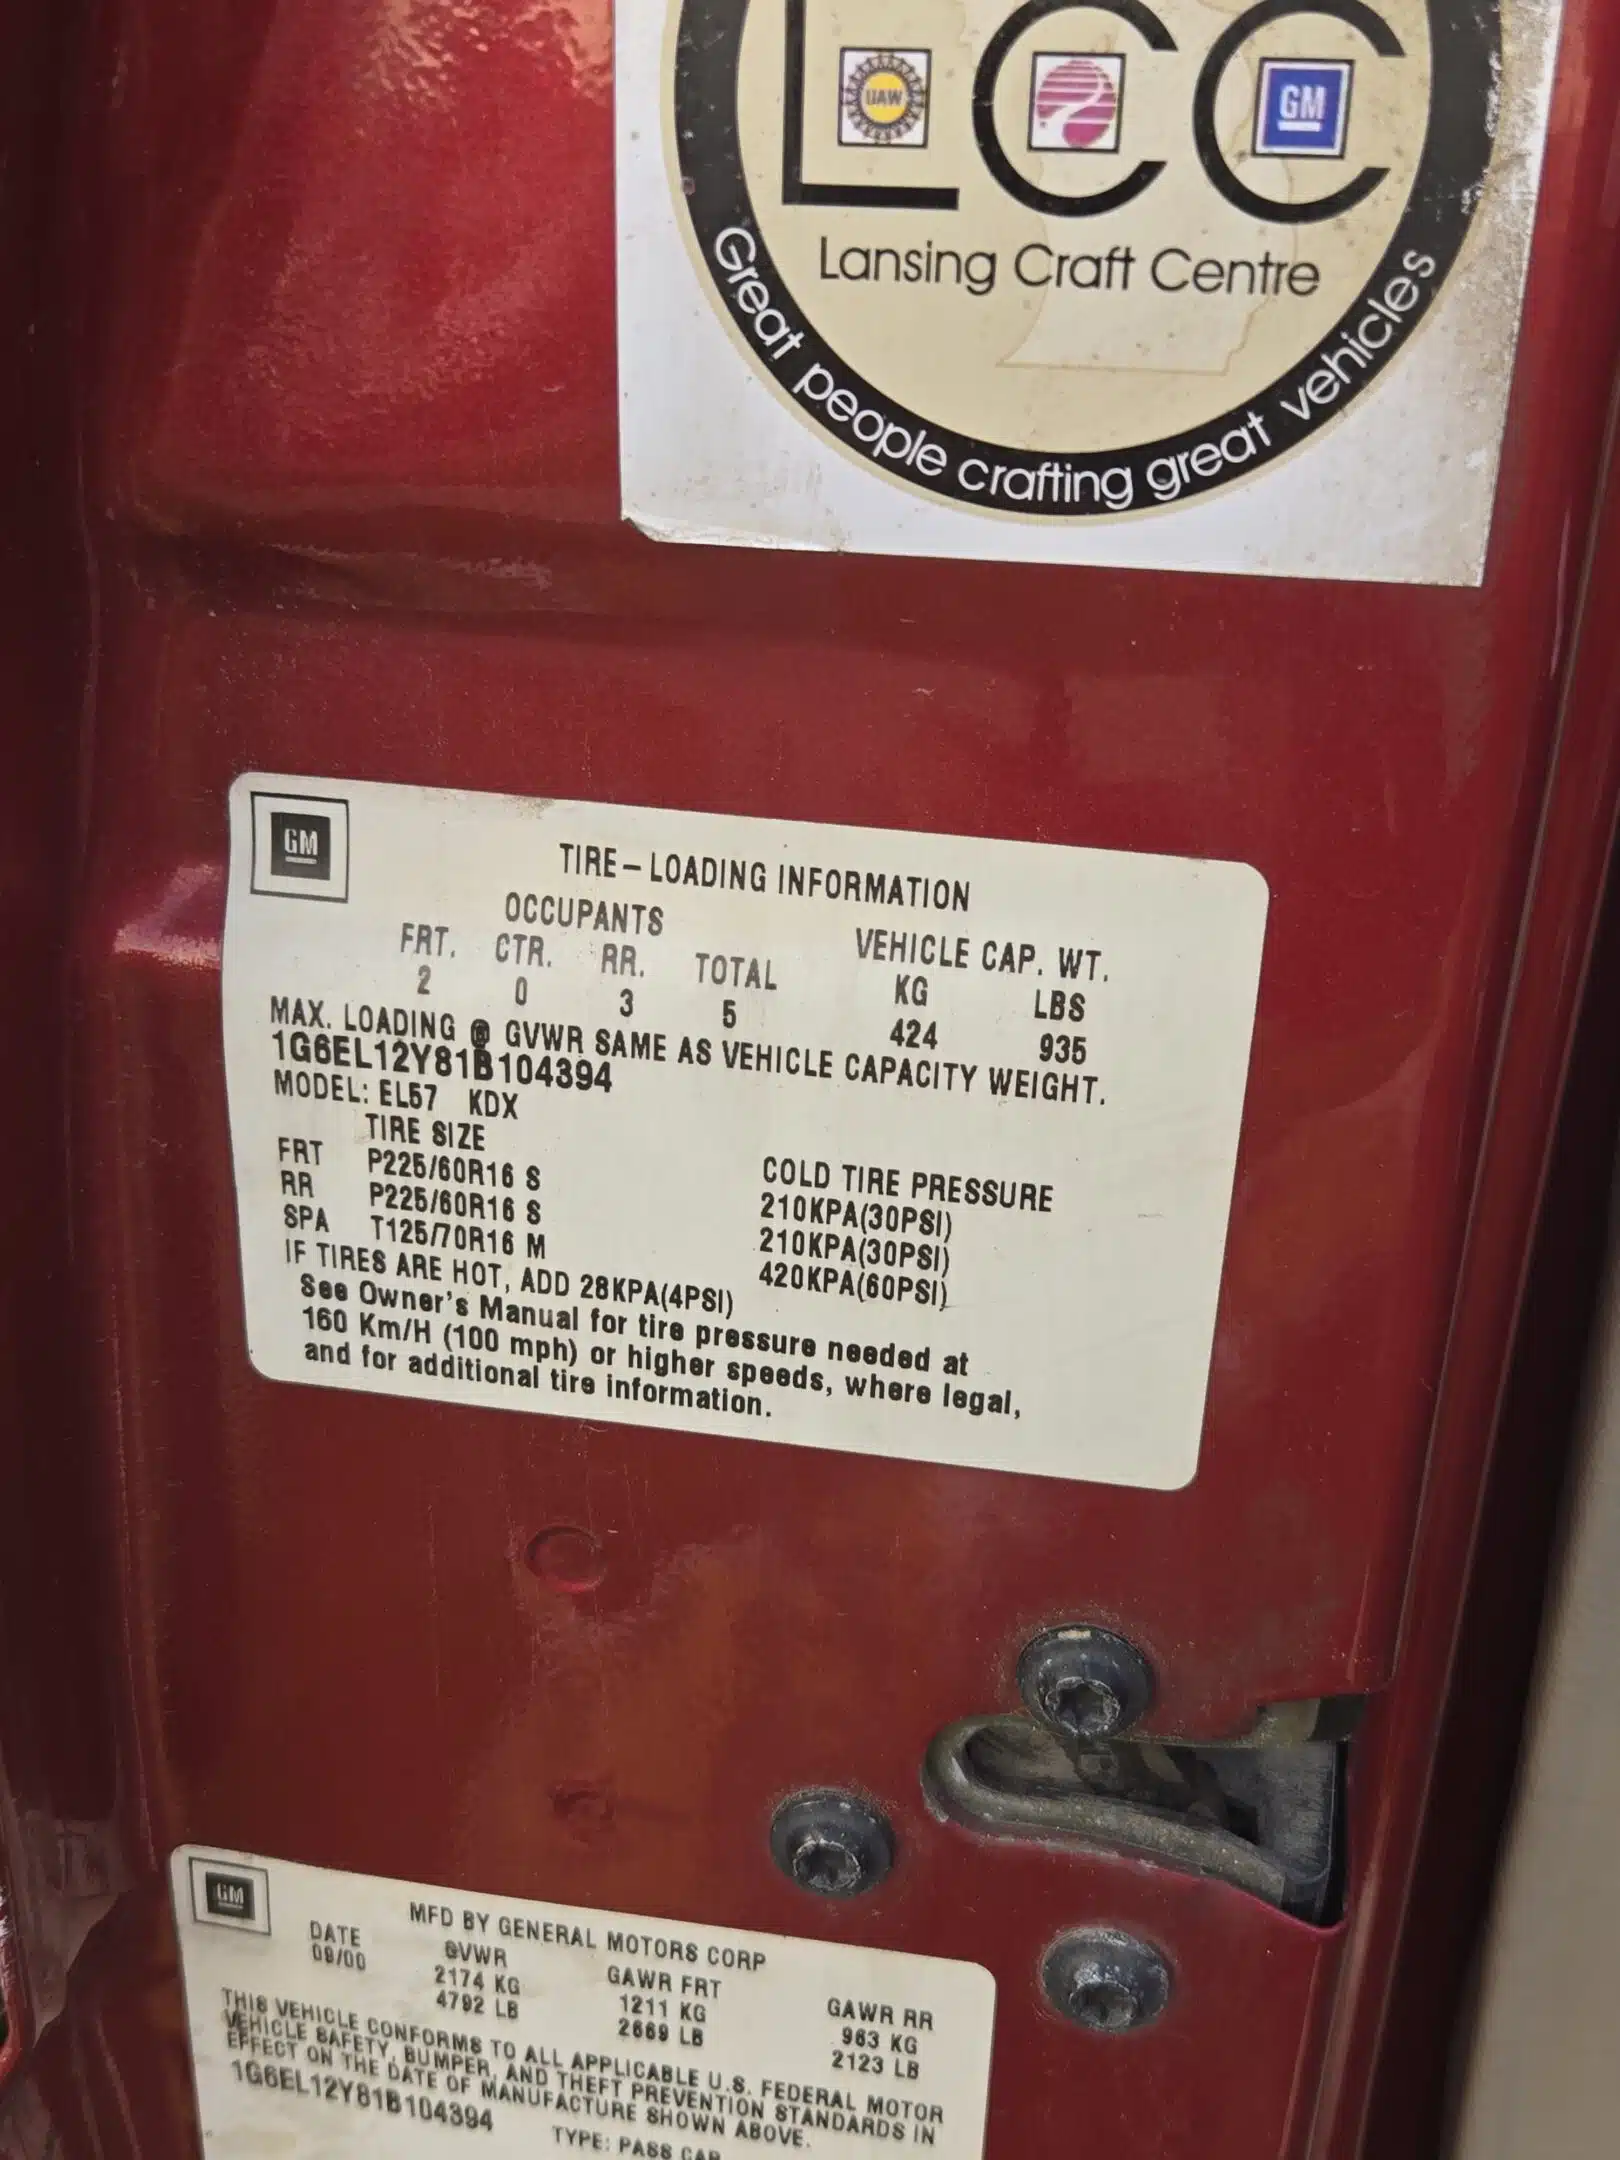 LCC
UAW
GM
Lansing Craft Centre
Great people crafting great vehicles
GM
TIRE-LOADING INFORMATION
OCCUPANTS VEHICLE CAP. WT.
FRT. CTR. RR. TOTAL KG LBS
2 0 3 5 424 935
MAX. LOADING @ GVWR SAME AS VEHICLE CAPACITY WEIGHT.
1G6EL12Y81B104394
MODEL: EL57 KDX
TIRE SIZE COLD TIRE PRESSURE
FRT P225/60R16 S 210KPA(30PSI)
RR P225/60R16 S 210KPA(30PSI)
SPA T125/70R16 M 420KPA(60PSI)
IF TIRES ARE HOT, ADD 28KPA(4PSI)
See Owner's Manual for tire pressure needed at
160 Km/H (100 mph) or higher speeds, where legal,
and for additional tire information.
GM
MFD BY GENERAL MOTORS CORP
DATE GVWR GAWR FRT GAWR RR
2174 KG 1211 KG 963 KG
4792 LB 2669 LB 2123 LB
THIS VEHICLE CONFORMS TO ALL APPLICABLE U.S. FEDERAL MOTOR
VEHICLE SAFETY, BUMPER, AND THEFT PREVENTION STANDARDS IN
EFFECT ON THE DATE OF MANUFACTURE SHOWN ABOVE.
1G6EL12Y81B104394
TYPE: PASS CAR